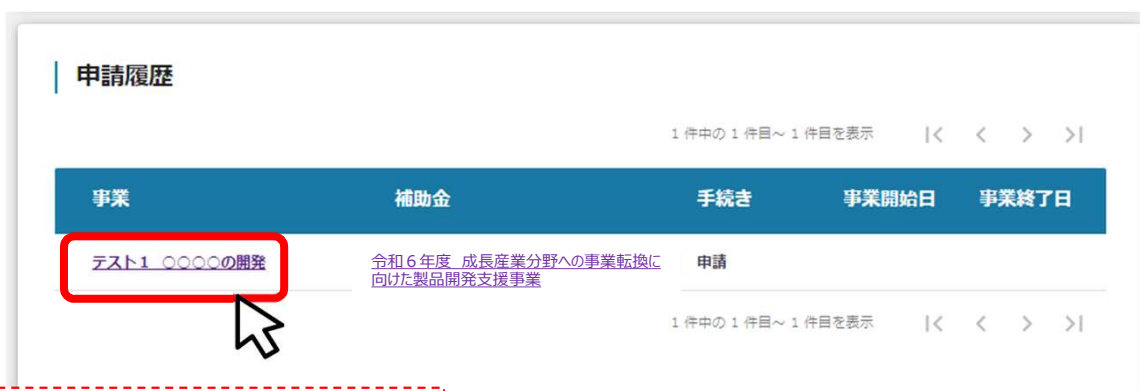 申請履歴
1 件中の 1 件目～ 1 件目を表示
事業 補助金 手続き 事業開始日 事業終了日
テスト１ ○○○○の開発 令和６年度 成長産業分野への事業転換に 申請
向けた製品開発支援事業
1 件中の 1 件目～ 1 件目を表示